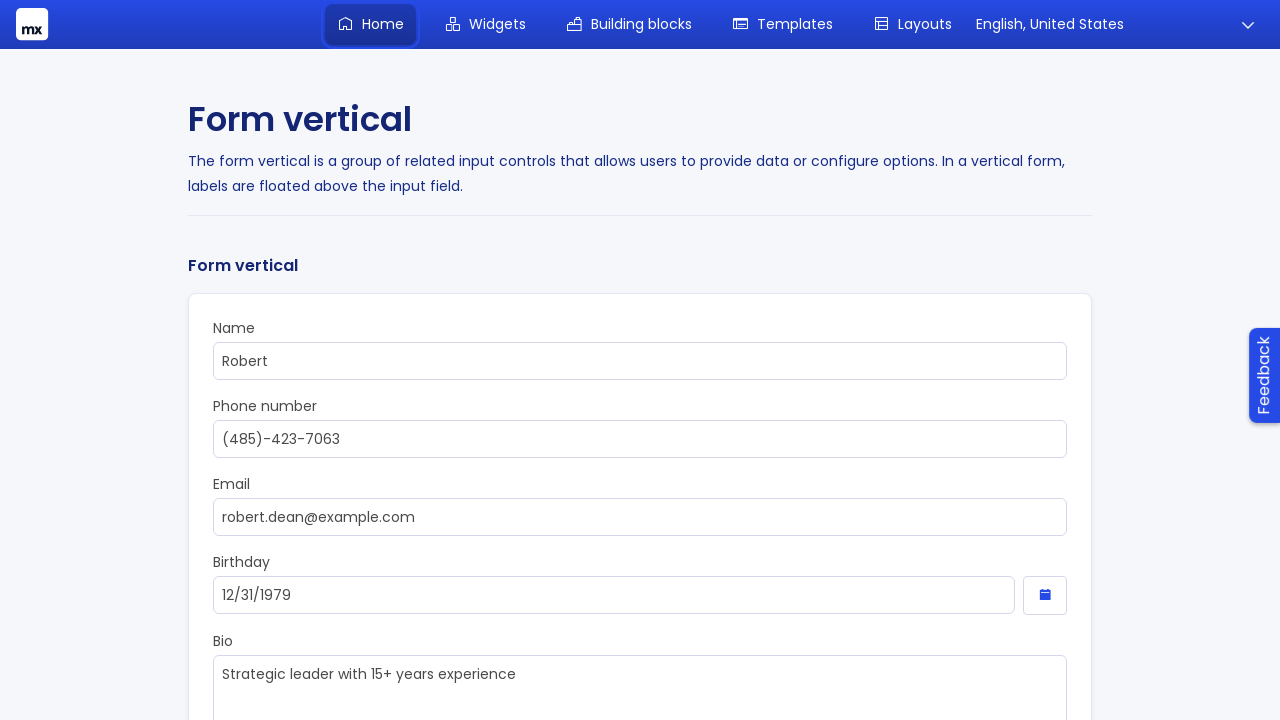 mx
Home
Widgets
Building blocks
Templates
Layouts
English, United States
Form vertical
The form vertical is a group of related input controls that allows users to provide data or configure options. In a vertical form,
labels are floated above the input field.
Form vertical
Name
Robert
Phone number
(485)-423-7063
Email
robert.dean@example.com
Birthday
12/31/1979
Bio
Strategic leader with 15+ years experience
Feedback